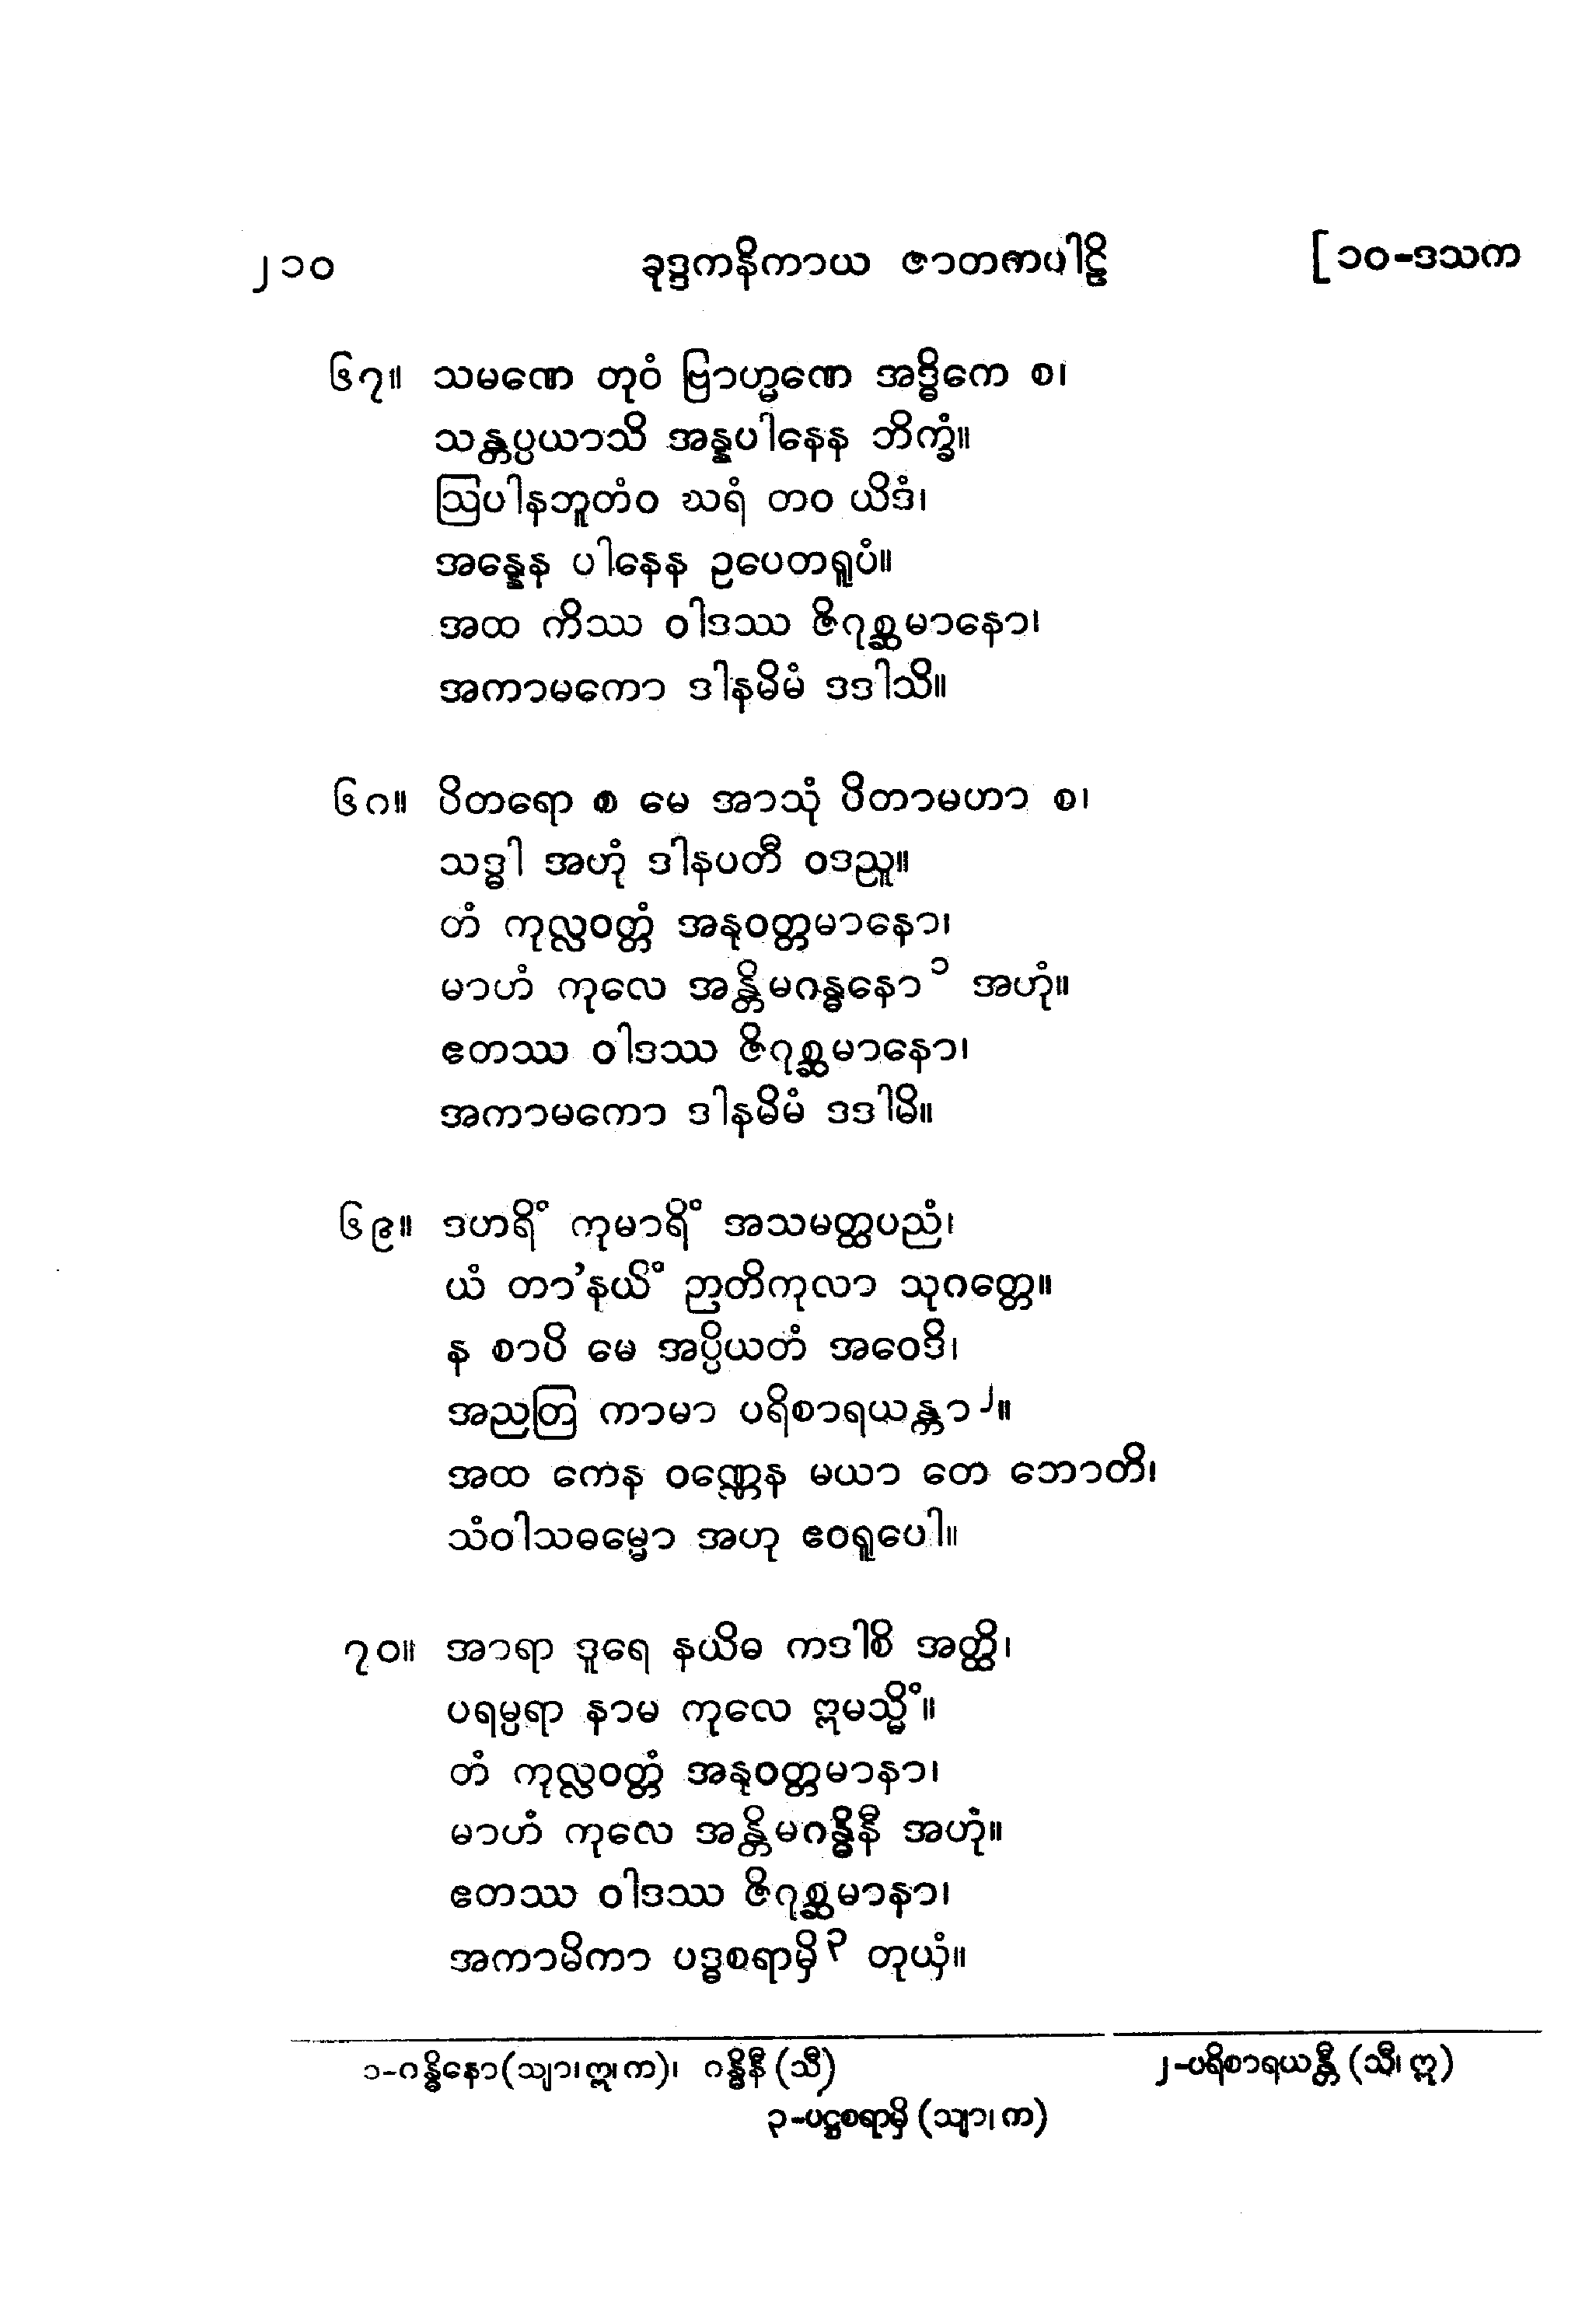 ၂၁၀ ခုဒ္ဒကနိကာယ ဇာတကပါဠိ [၁၀-ဒသက
၆၇။ သမဏေ တုဝံ ဗြာဟ္မဏေ အဒ္ဓိကေ စ၊
သန္တပ္ပယာသိ အန္နပါနေန ဘိက္ခံ။
ဩပါနဘူတံဝ ဃရံ တဝ ယိဒံ၊
အန္နေန ပါနေန ဥပေတရူပံ။
အထ ကိဿ ဝါဒဿ ဇိဂုစ္ဆမာနော၊
အကာမကော ဒါနမိမံ ဒဒါသိ။
၆၈။ ပိတရော စ မေ အာသုံ ပိတာမဟာ စ၊
သဒ္ဓါ အဟုံ ဒါနပတီ ဝဒညူ။
တံ ကုလ္လဝတ္တံ အနုဝတ္တမာနော၊
မာဟံ ကုလေ အန္တိမဂန္ဓနော၁ အဟုံ။
ဧတဿ ဝါဒဿ ဇိဂုစ္ဆမာနော၊
အကာမကော ဒါနမိမံ ဒဒါမိ။
၆၉။ ဒဟရိံ ကုမာရိံ အသမတ္ထပညံ၊
ယံ တာ'နယိံ ဉာတိကုလာ သုဂတ္တေ။
န စာပိ မေ အပ္ပိယတံ အဝေဒိ၊
အညတြ ကာမာ ပရိစာရယန္တာ၂။
အထ ကေန ဝဏ္ဏေန မယာ တေ ဘောတိ၊
သံဝါသဓမ္မော အဟု ဧဝရူပေါ။
၇၀။ အာရာ ဒူရေ နယိဓ ကဒါစိ အတ္ထိ၊
ပရမ္ပရာ နာမ ကုလေ ဣမသ္မိံ။
တံ ကုလ္လဝတ္တံ အနုဝတ္တမာနာ၊
မာဟံ ကုလေ အန္တိမဂန္ဓိနီ အဟုံ။
ဧတဿ ဝါဒဿ ဇိဂုစ္ဆမာနာ၊
အကာမိကာ ပဒ္ဓစရာမှိ၃ တုယှံ။
၁-ဂန္ဓိနော(သျာ၊ ဣ၊ က)၊ ဂန္ဓိနီ (သီ) ၂-ပရိစာရယန္တီ (သီ၊ ဣ)
၃-ပဋ္ဌစရာမှိ (သျာ၊ က)